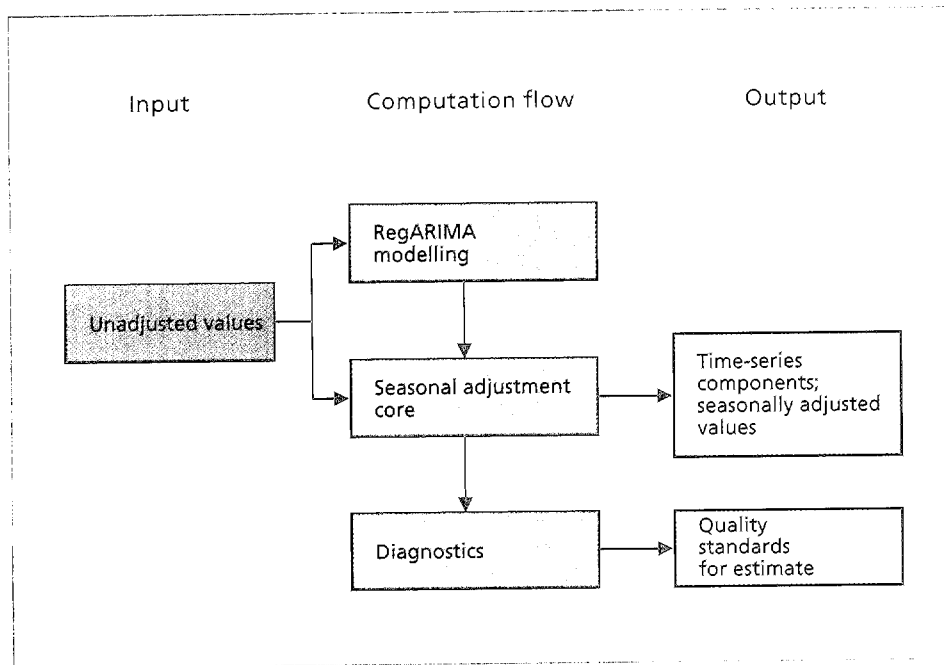 Input
Computation flow
Output
RegARIMA
modelling
Unadjusted values
Seasonal adjustment
core
Time-series
components;
seasonally adjusted
values
Diagnostics
Quality
standards
for estimate